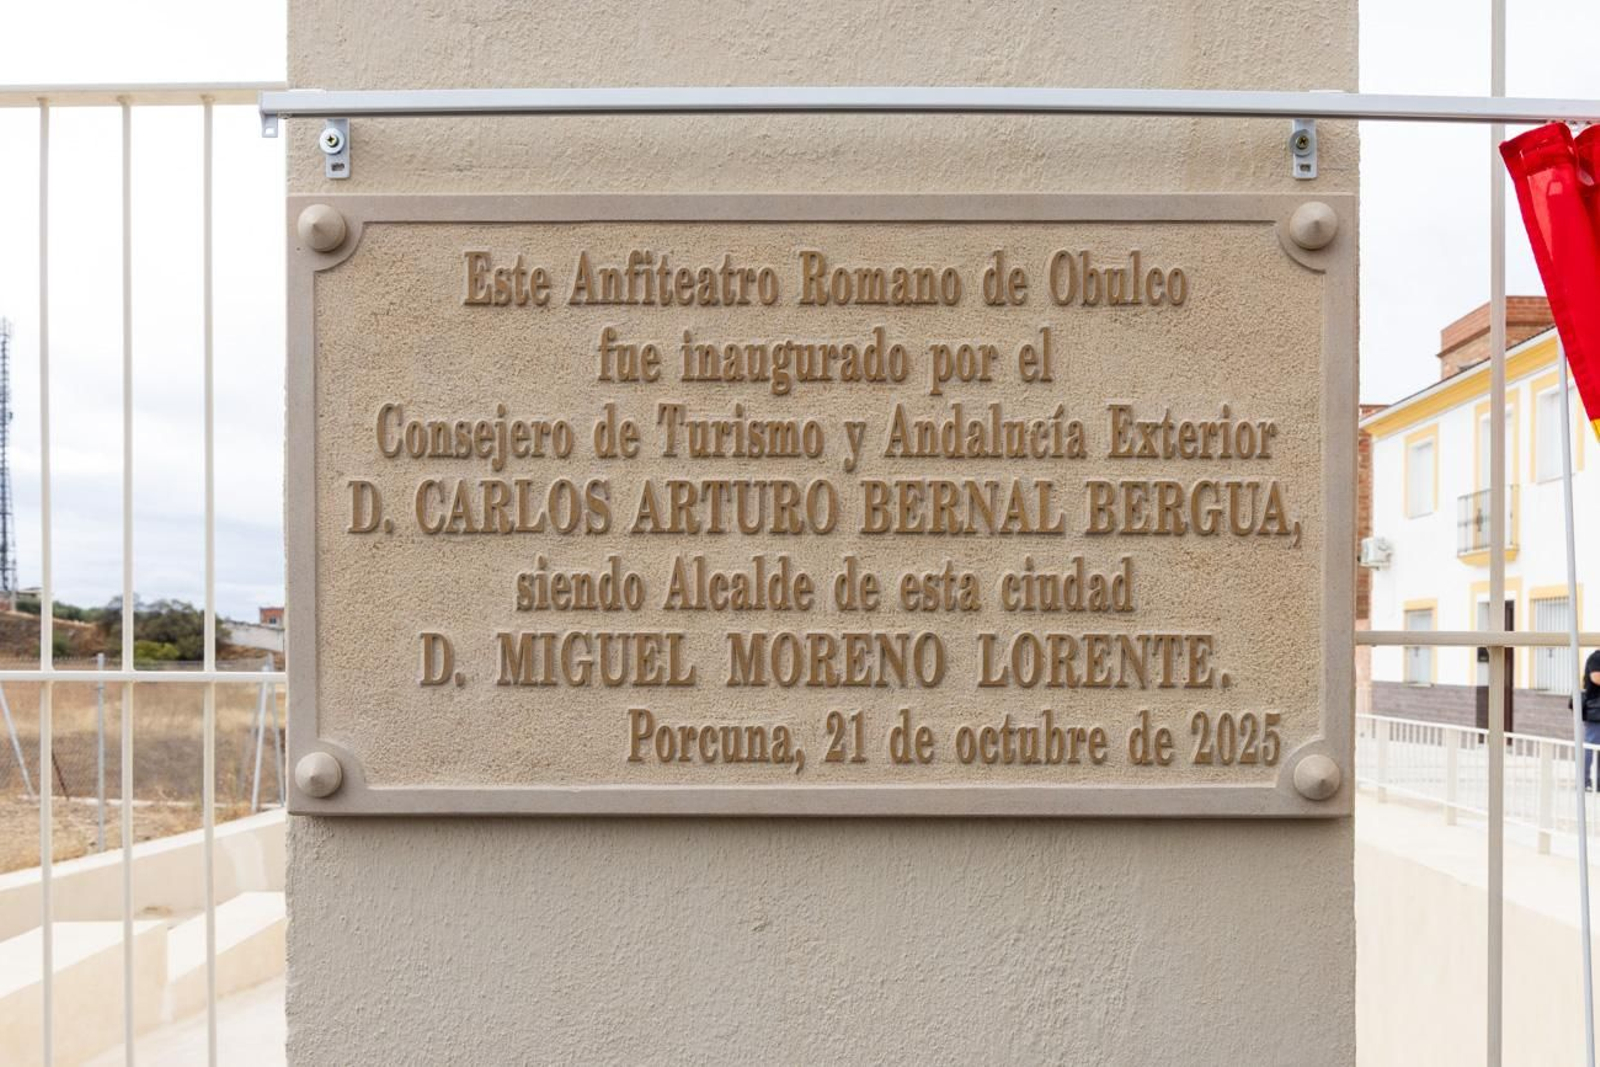 Este Anfiteatro Romano de Obulco
fue inaugurado por el
Consejero de Turismo y Andalucía Exterior
D. CARLOS ARTURO BERNAL BERGUA,
siendo Alcalde de esta ciudad
D. MIGUEL MORENO LORENTE.
Porcuna, 21 de octubre de 2025